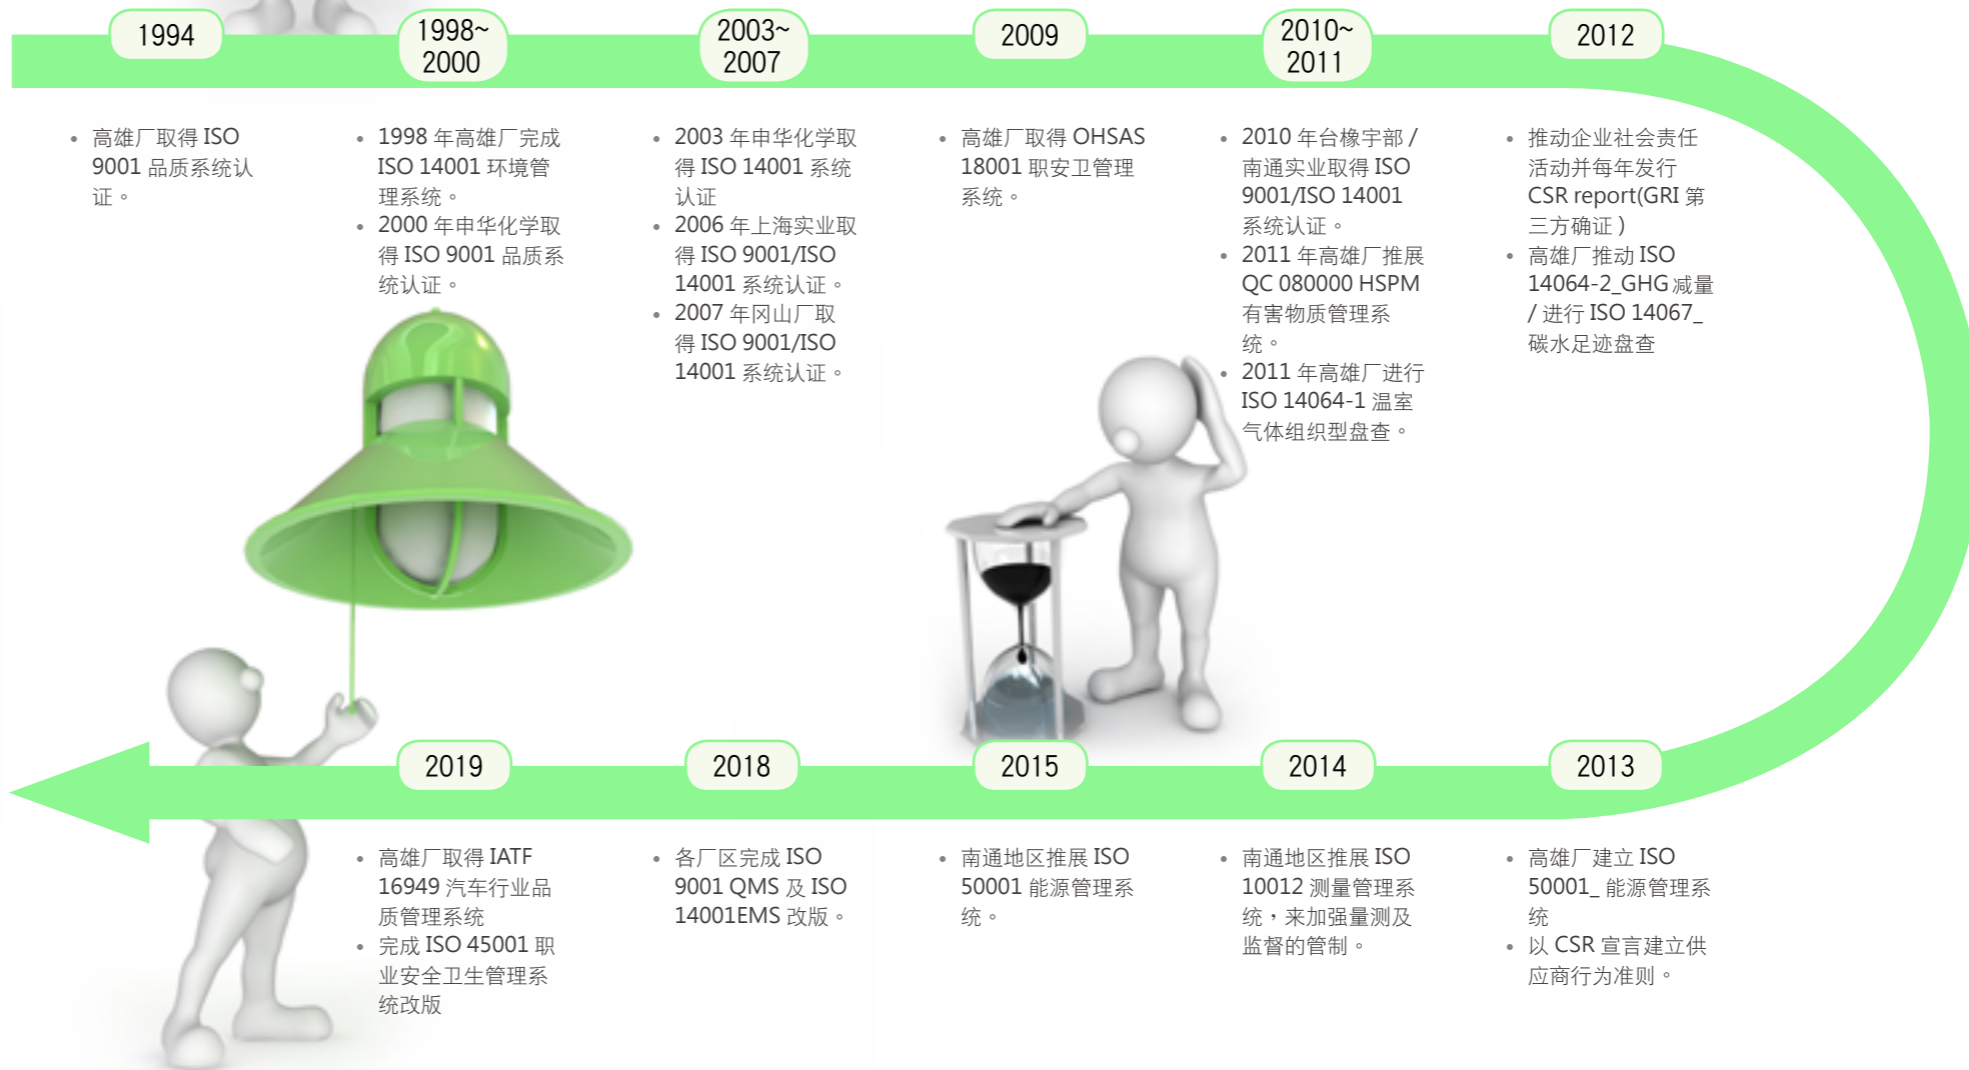 1994
高雄厂取得 ISO
9001 品质系统认
证。
1998~
2000
1998 年高雄厂完成
ISO 14001 环境管
理系统。
2000 年申华化学取
得 ISO 9001 品质系
统认证。
2003~
2007
2003 年申华化学取
得 ISO 14001 系统
认证
2006 年上海实业取
得 ISO 9001/ISO
14001 系统认证。
2007 年冈山厂取
得 ISO 9001/ISO
14001 系统认证。
2009
高雄厂取得 OHSAS
18001 职安卫管理
系统。
2010~
2011
2010 年台橡宇部 /
南通实业取得 ISO
9001/ISO 14001
系统认证。
2011 年高雄厂推展
QC 080000 HSPM
有害物质管理系
统。
2011 年高雄厂进行
ISO 14064-1 温室
气体组织型盘查。
2012
推动企业社会责任
活动并每年发行
CSR report(GRI 第
三方确证 )
高雄厂推动 ISO
14064-2_GHG 减量
/ 进行 ISO 14067_
碳水足迹盘查
2013
高雄厂建立 ISO
50001_ 能源管理系
统
以 CSR 宣言建立供
应商行为准则。
2014
南通地区推展 ISO
10012 测量管理系
统，来加强量测及
监督的管制。
2015
南通地区推展 ISO
50001 能源管理系
统。
2018
各厂区完成 ISO
9001 QMS 及 ISO
14001EMS 改版。
2019
高雄厂取得 IATF
16949 汽车行业品
质管理系统
完成 ISO 45001 职
业安全卫生管理系
统改版